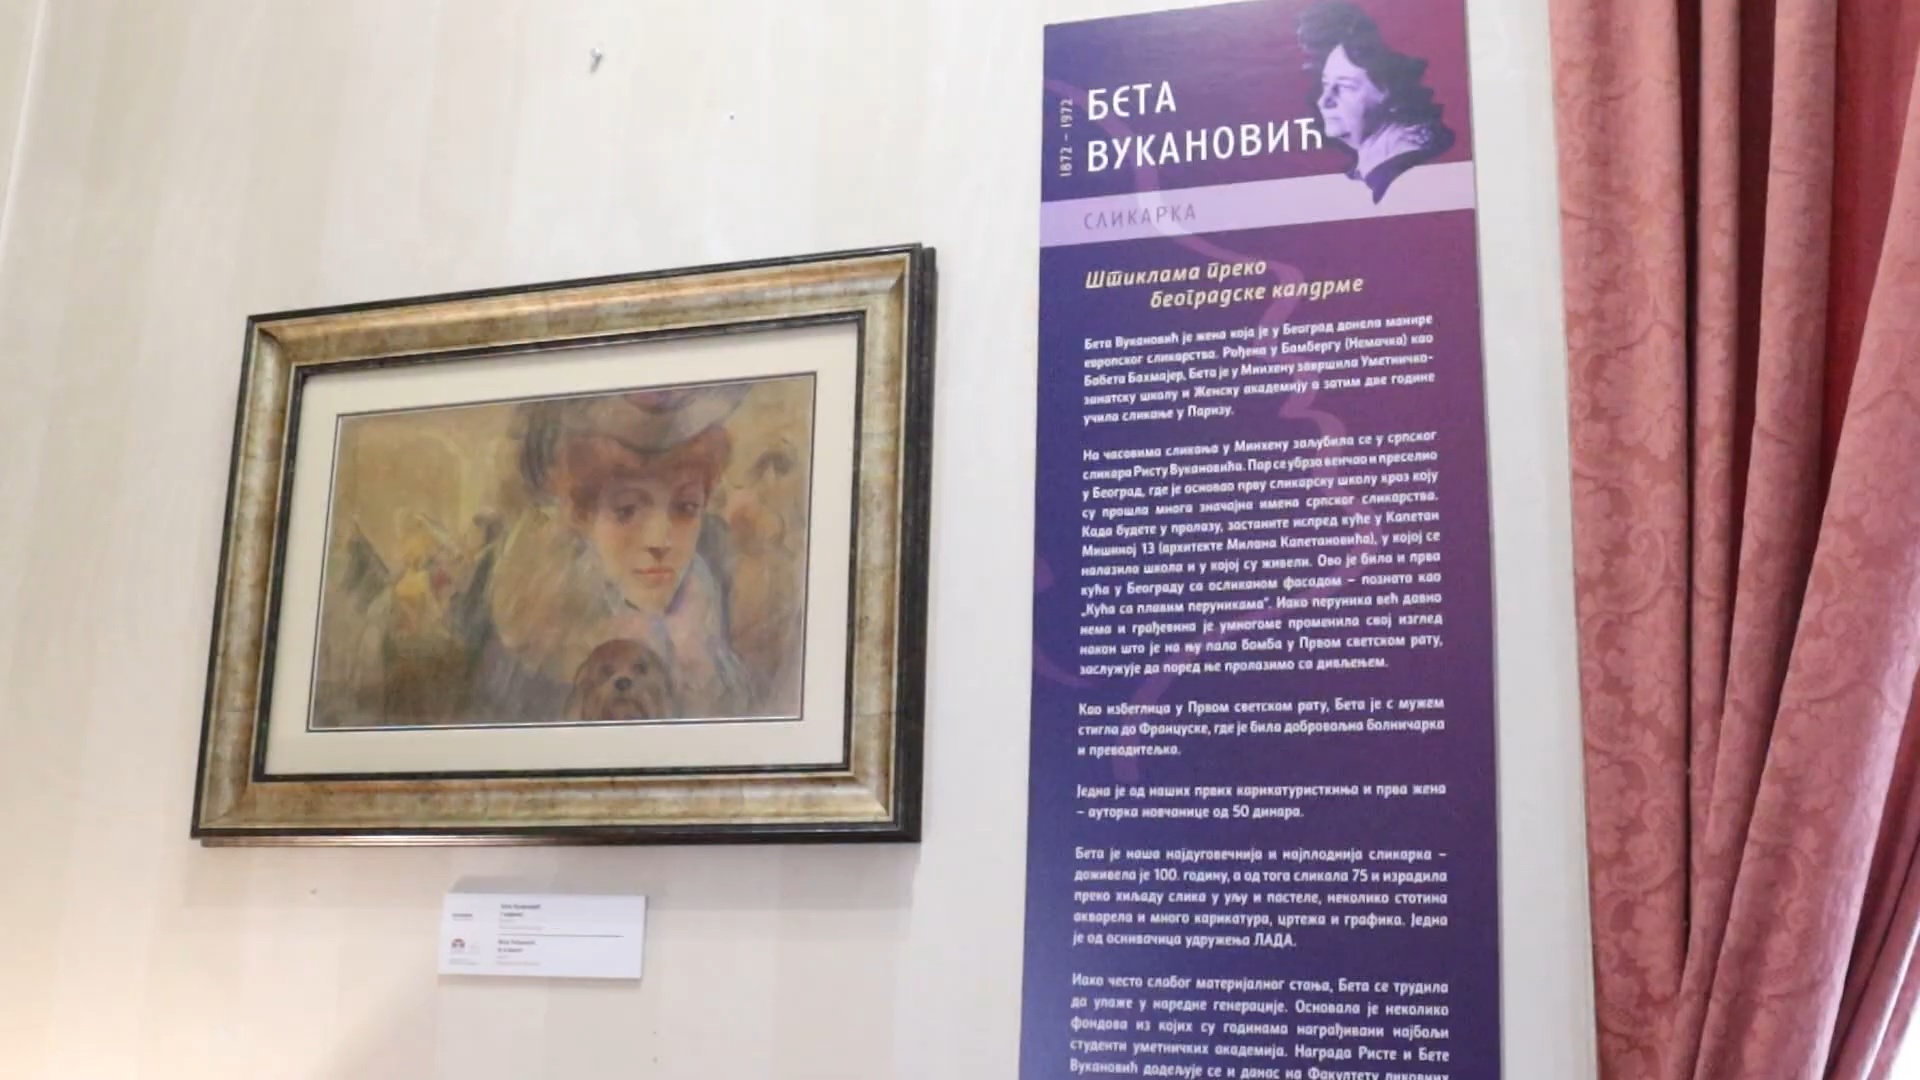 1872 – 1972
БЕТА
ВУКАНОВИЋ
СЛИКАРКА
Штиклама преко
београдске калдрме
Бета Вукановић је жена која је у Београд донела манире
европског сликарства. Рођена у Бамбергу (Немачка) као
Бабета Бахмајер, Бета је у Минхену завршила Уметничко-
занатску школу и Женску академију а затим две године
учила сликање у Паризу.
На часовима сликања у Минхену заљубила се у српског
сликара Ристу Вукановића. Пар се убрзо венчао и преселио
у Београд, где је основао прву сликарску школу кроз коју
су прошла многа значајна имена српског сликарства.
Када будете у пролазу, застаните испред куће у Капетан
Мишиној 13 (архитекте Милана Капетановића), у којој се
налазила школа и у којој су живели. Ово је била и прва
кућа у Београду са осликаном фасадом – позната као
„Кућа са плавим перуникама“. Иако перуника већ давно
нема и грађевина је умногоме променила свој изглед
након што је на њу пала бомба у Првом светском рату,
заслужује да поред ње пролазимо са дивљењем.
Као избеглица у Првом светском рату, Бета је с мужем
стигла до Француске, где је била добровољна болничарка
и преводитељка.
Једна је од наших првих карикатуристкиња и прва жена
– ауторка новчанице од 50 динара.
Бета је наша најдуговечнија и најплоднија сликарка –
доживела је 100. годину, а од тога сликала 75 и израдила
преко хиљаду слика у уљу и пастеле, неколико стотина
акварела и много карикатура, цртежа и графика. Једна
је од оснивачица удружења ЛАДА.
Иако често слабог материјалног стања, Бета се трудила
да улаже у наредне генерације. Основала је неколико
фондова из којих су годинама награђивани најбољи
студенти уметничких академија. Награда Ристе и Бете
Вукановић додељује се и данас на Факултету ликовних